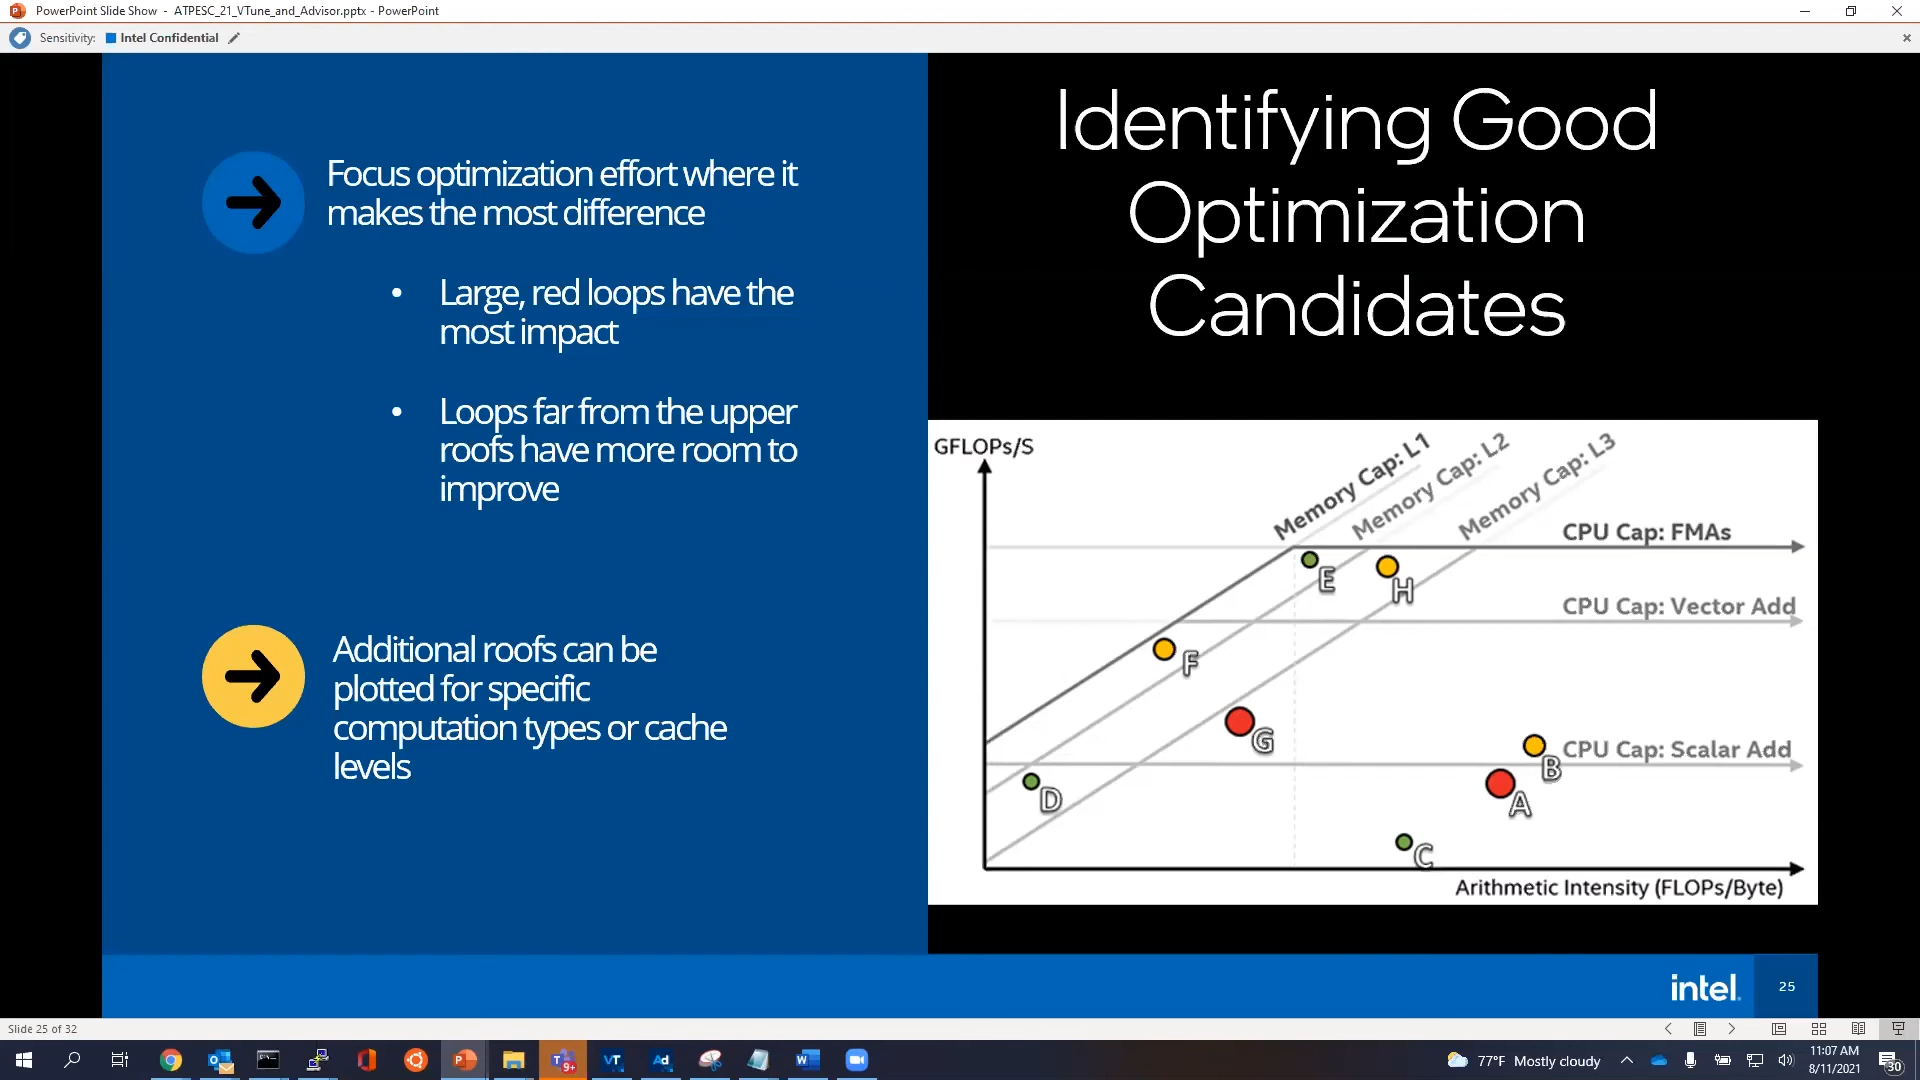 PowerPoint Slide Show - ATPESC_21_VTune_and_Advisor.pptx - PowerPoint
Sensitivity: Intel Confidential
Focus optimization effort where it
makes the most difference
• Large, red loops have the
most impact
• Loops far from the upper
roofs have more room to
improve
Additional roofs can be
plotted for specific
computation types or cache
levels
Identifying Good
Optimization
Candidates
GFLOPs/S
Memory Cap: L1
Memory Cap: L2
Memory Cap: L3
CPU Cap: FMAs
E
H
CPU Cap: Vector Add
F
G
CPU Cap: Scalar Add
B
A
D
C
Arithmetic Intensity (FLOPs/Byte)
intel.
25
Slide 25 of 32
9+
VT
Ad
77°F Mostly cloudy
11:07 AM
8/11/2021
30